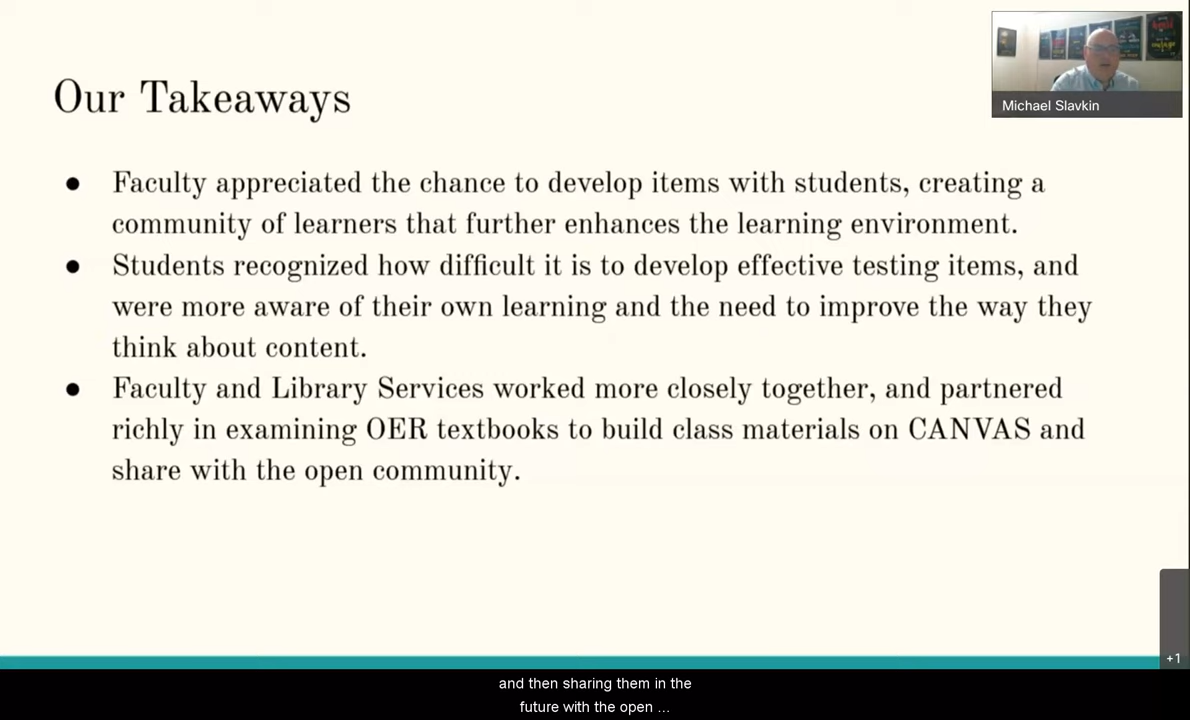 Michael Slavkin
Our Takeaways
● Faculty appreciated the chance to develop items with students, creating a
community of learners that further enhances the learning environment.
● Students recognized how difficult it is to develop effective testing items, and
were more aware of their own learning and the need to improve the way they
think about content.
● Faculty and Library Services worked more closely together, and partnered
richly in examining OER textbooks to build class materials on CANVAS and
share with the open community.
+1
and then sharing them in the
future with the open ...